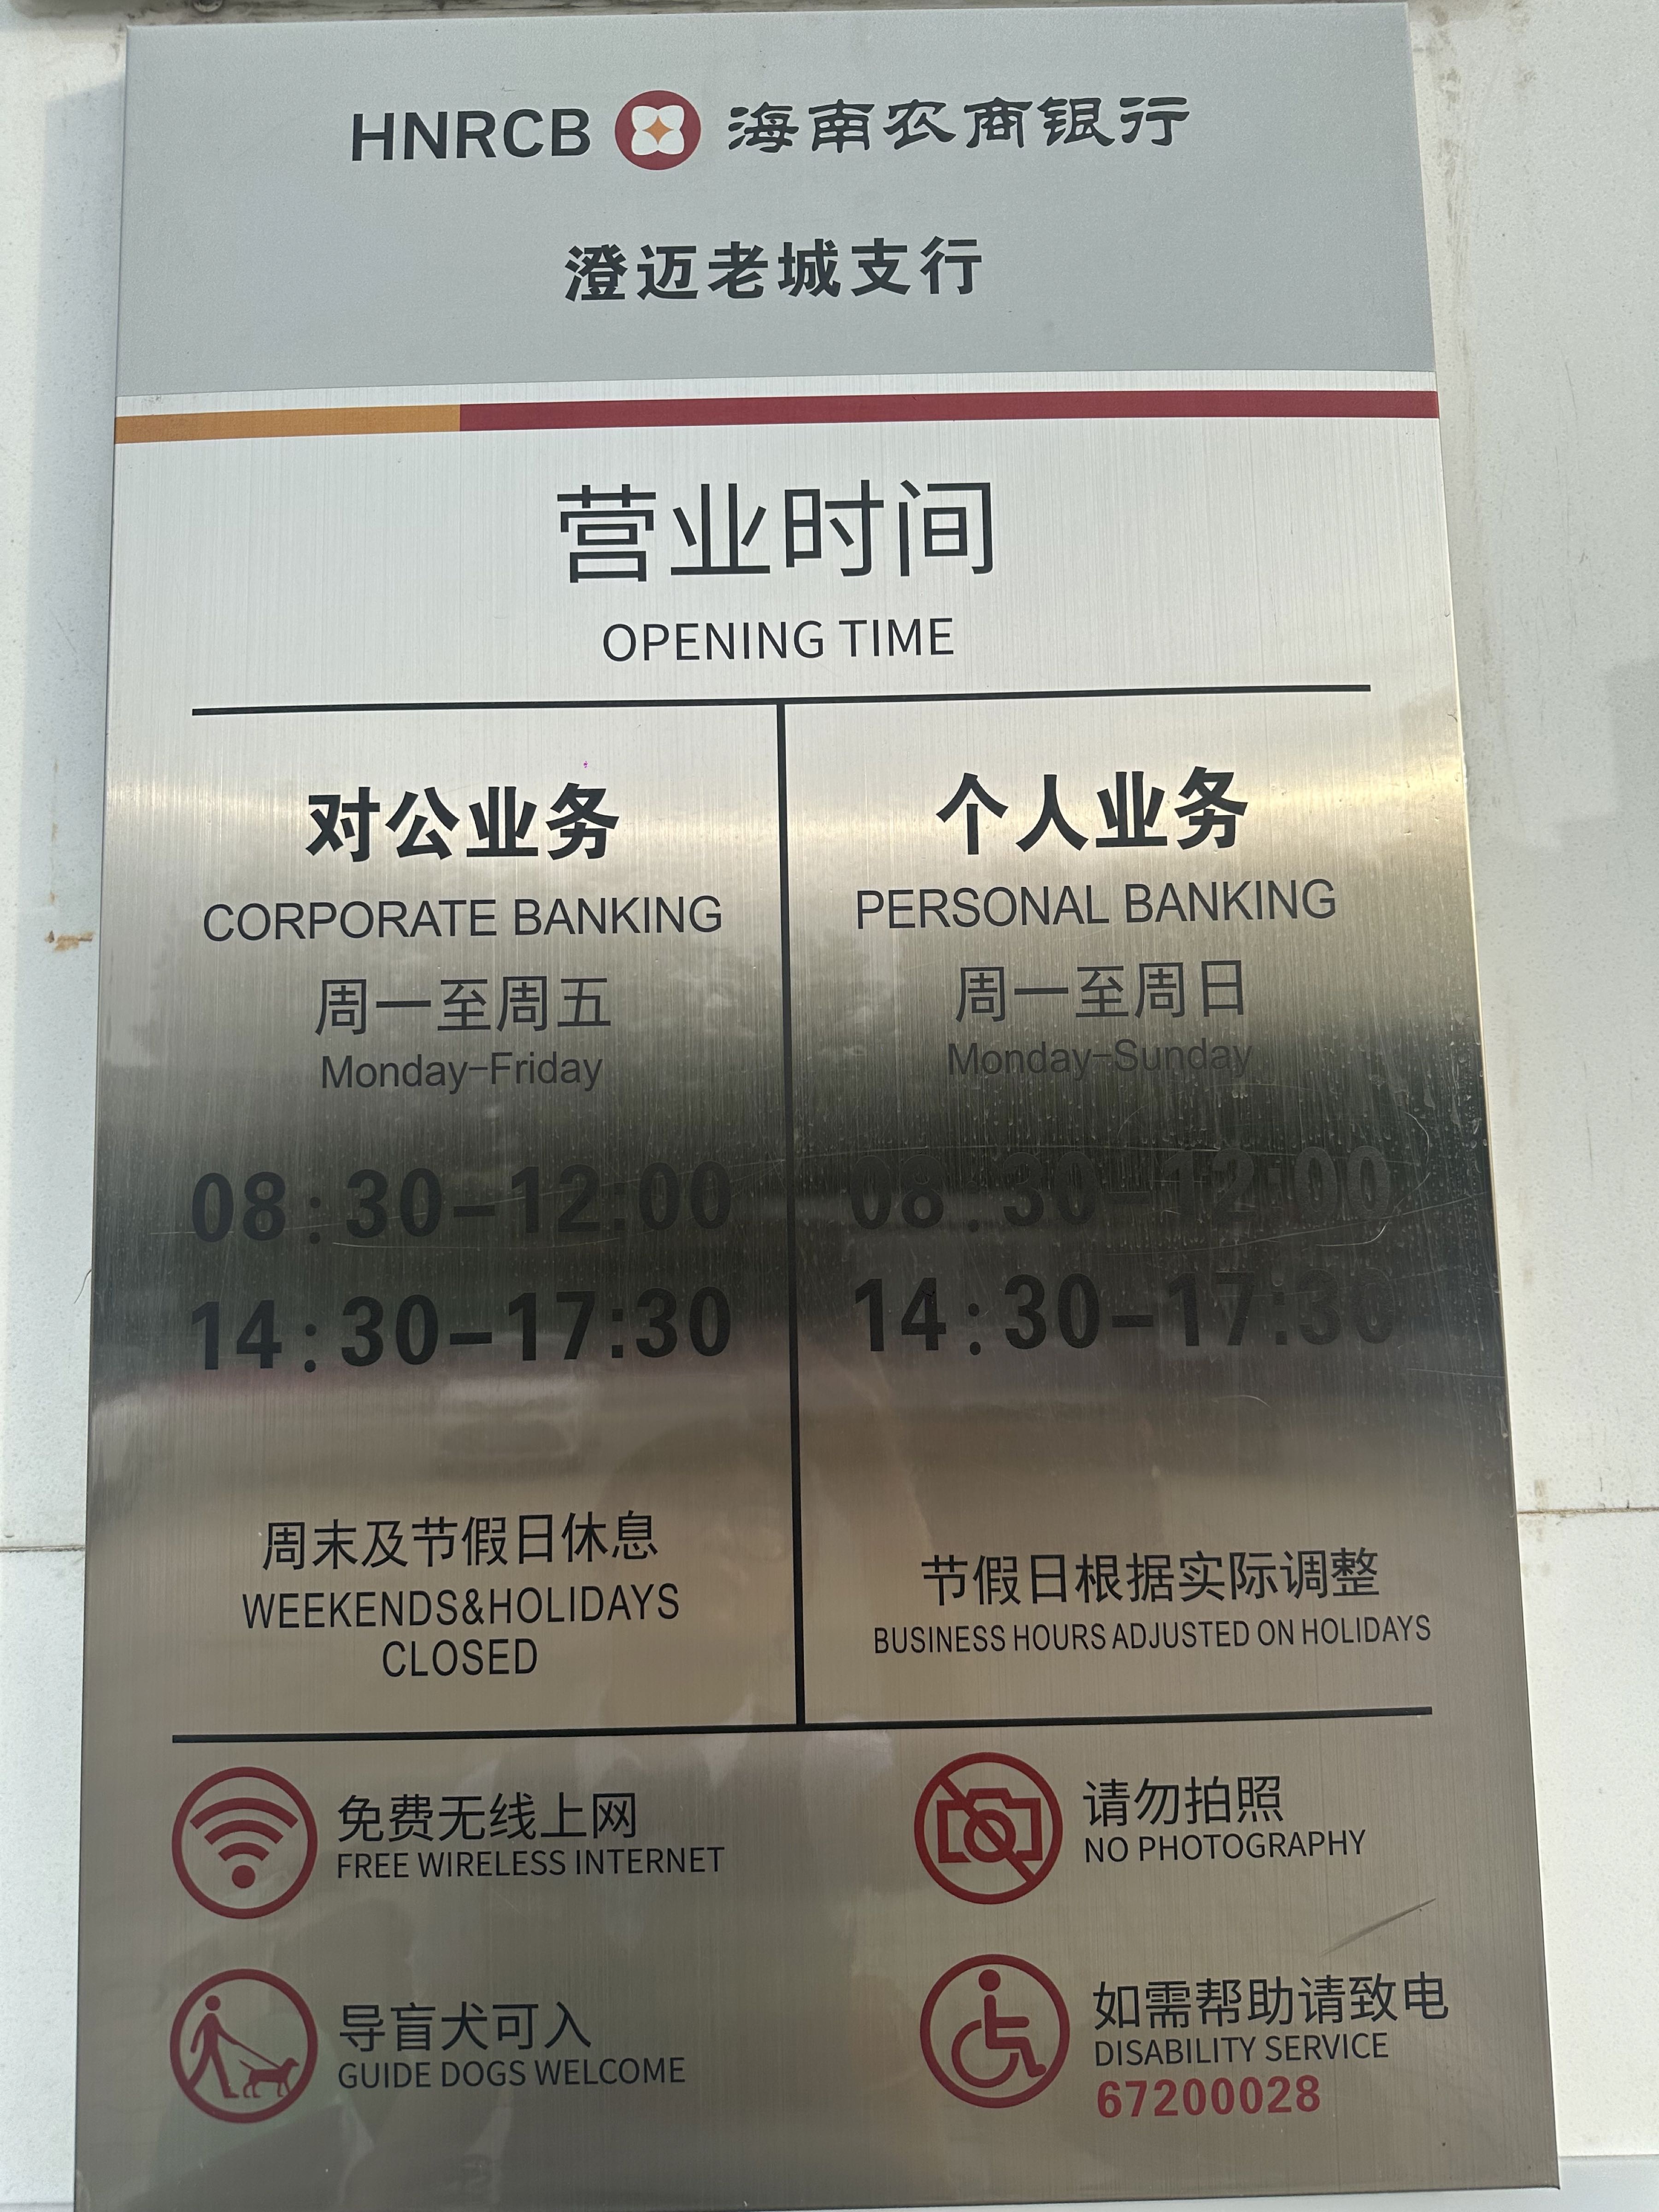 HNRCB 海南农商银行
澄迈老城支行
营业时间
OPENING TIME
对公业务
CORPORATE BANKING
周一至周五
Monday-Friday
08:30-12:00
14:30-17:30
周末及节假日休息
WEEKENDS&HOLIDAYS
CLOSED
个人业务
PERSONAL BANKING
周一至周日
Monday-Sunday
08:30-12:00
14:30-17:30
节假日根据实际调整
BUSINESS HOURS ADJUSTED ON HOLIDAYS
免费无线上网
FREE WIRELESS INTERNET
请勿拍照
NO PHOTOGRAPHY
导盲犬可入
GUIDE DOGS WELCOME
如需帮助请致电
DISABILITY SERVICE
67200028